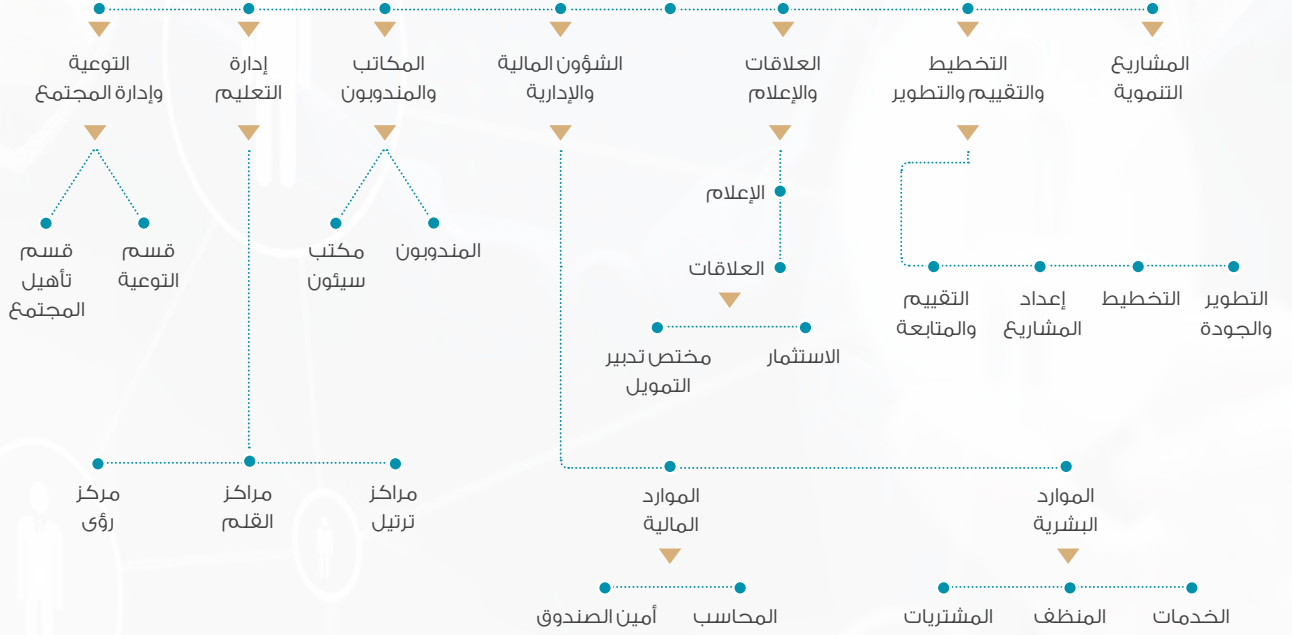 المشاريع
التنموية
التخطيط
والتقييم والتطوير
العلاقات
والإعلام
الشؤون المالية
والإدارية
المكاتب
والمندوبون
إدارة
التعليم
التوعية
وإدارة المجتمع
الإعلام
العلاقات
المندوبون
مكتب
سيئون
قسم
التوعية
قسم
تأهيل
المجتمع
التطوير
والجودة
التخطيط
إعداد
المشاريع
التقييم
والمتابعة
الاستثمار
مختص تدبير
التمويل
الموارد
البشرية
الموارد
المالية
مراكز
ترتيل
مراكز
القلم
مركز
رؤى
الخدمات
المنظف
المشتريات
المحاسب
أمين الصندوق